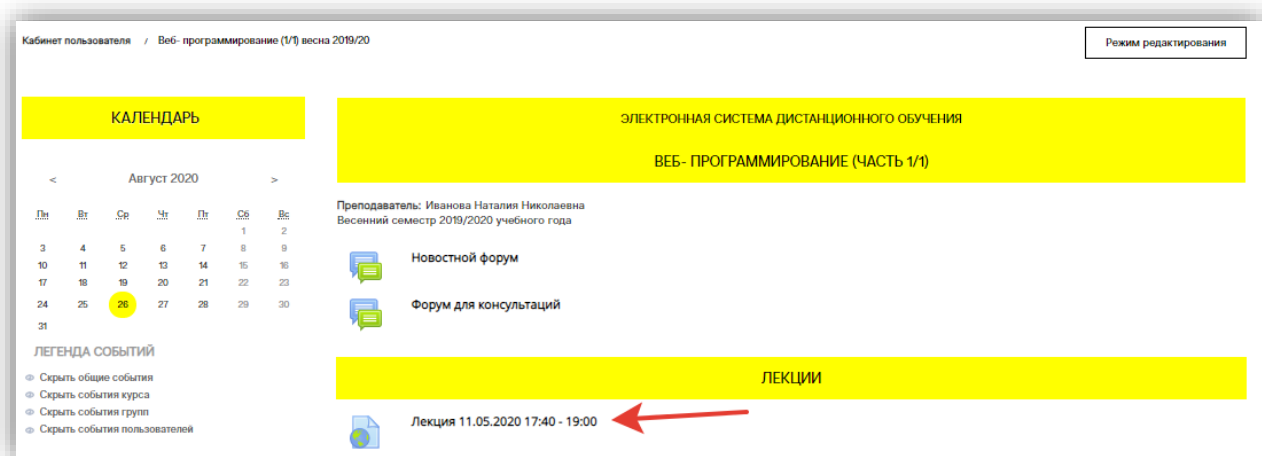 Кабинет пользователя / Веб- программирование (1/1) весна 2019/20
Режим редактирования
КАЛЕНДАРЬ
< Август 2020 >
Пн Вт Ср Чт Пт Сб Вс
1 2
3 4 5 6 7 8 9
10 11 12 13 14 15 16
17 18 19 20 21 22 23
24 25 26 27 28 29 30
31
ЛЕГЕНДА СОБЫТИЙ
Скрыть общие события
Скрыть события курса
Скрыть события групп
Скрыть события пользователей
ЭЛЕКТРОННАЯ СИСТЕМА ДИСТАНЦИОННОГО ОБУЧЕНИЯ
ВЕБ- ПРОГРАММИРОВАНИЕ (ЧАСТЬ 1/1)
Преподаватель: Иванова Наталия Николаевна
Весенний семестр 2019/2020 учебного года
Новостной форум
Форум для консультаций
ЛЕКЦИИ
Лекция 11.05.2020 17:40 - 19:00